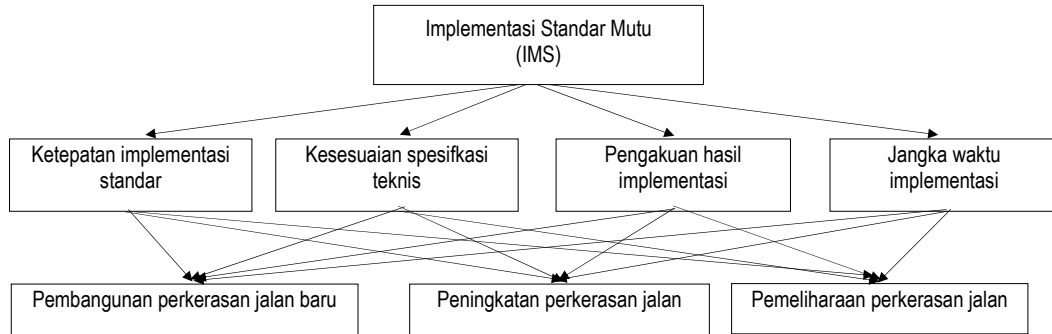 Implementasi Standar Mutu
(IMS)
Ketepatan implementasi
standar
Kesesuaian spesifkasi
teknis
Pengakuan hasil
implementasi
Jangka waktu
implementasi
Pembangunan perkerasan jalan baru
Peningkatan perkerasan jalan
Pemeliharaan perkerasan jalan